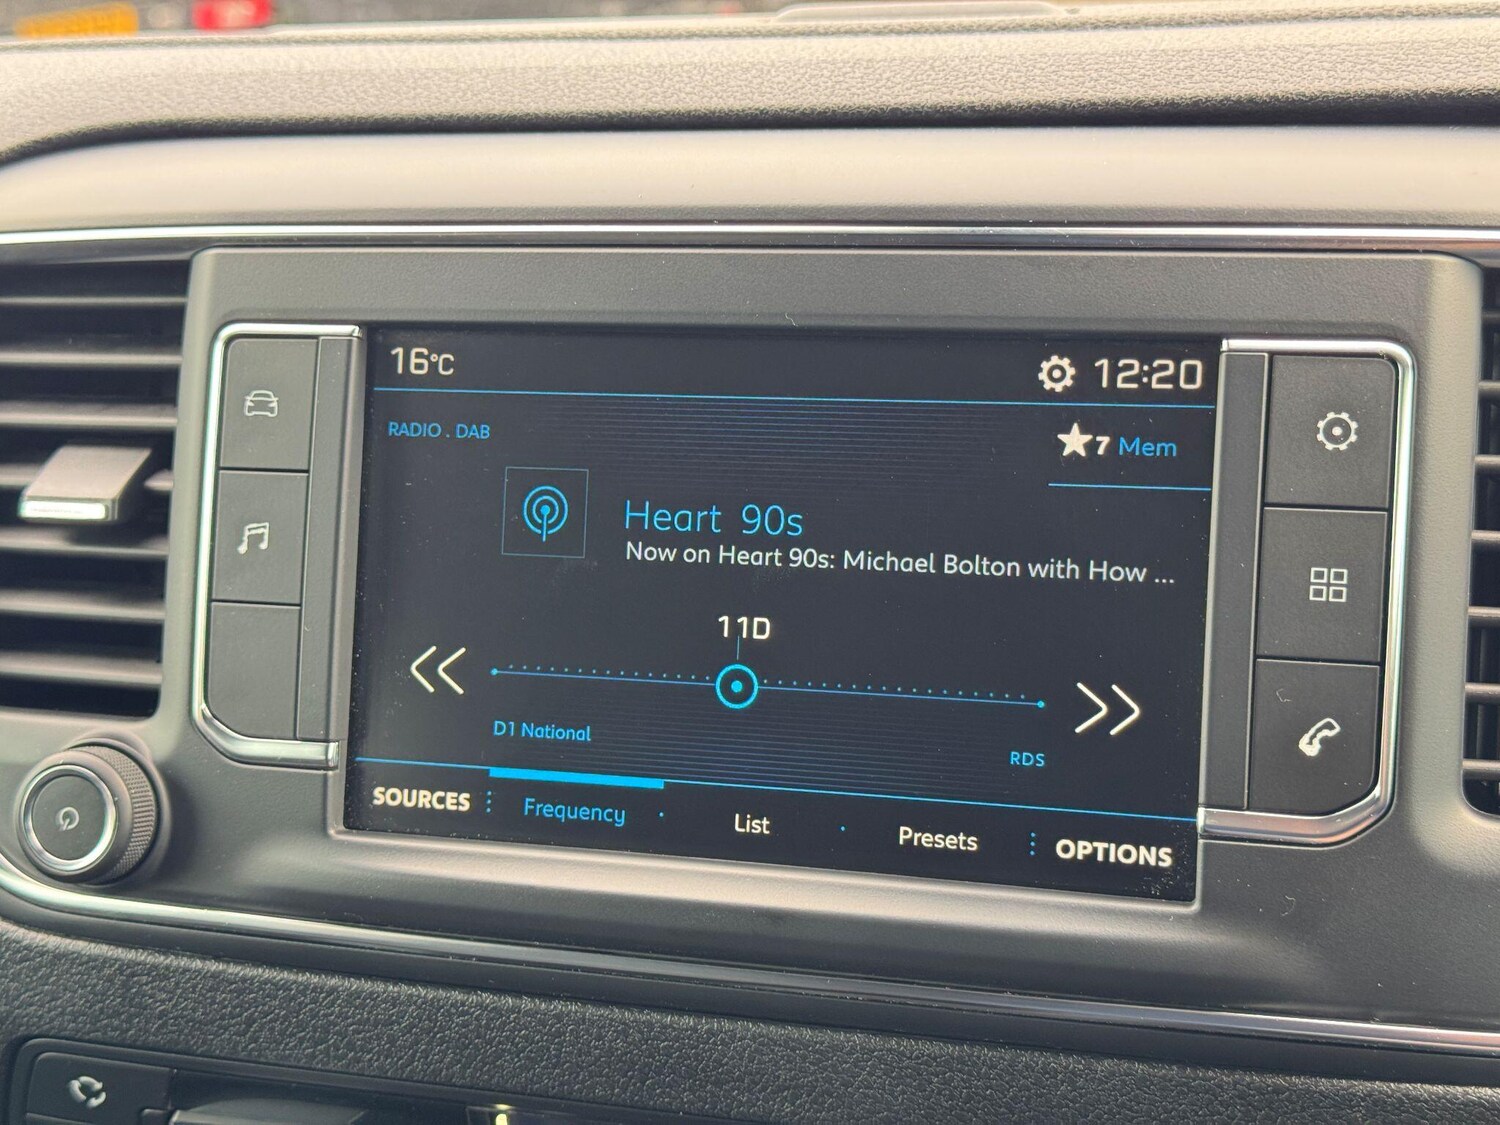 16°C
12:20
RADIO . DAB
7 Mem
Heart 90s
Now on Heart 90s: Michael Bolton with How ...
11D
D1 National
RDS
SOURCES
Frequency
List
Presets
OPTIONS